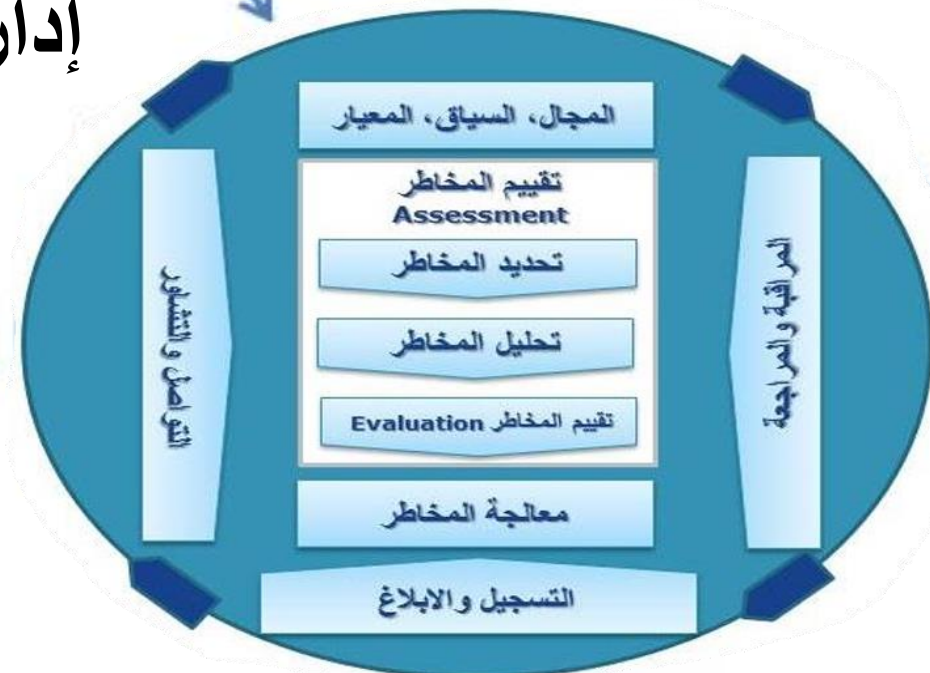 المجال، السياق، المعيار
تقييم المخاطر
Assessment
تحديد المخاطر
تحليل المخاطر
تقييم المخاطر Evaluation
معالجة المخاطر
التسجيل والابلاغ
المراقبة والمراجعة
التواصل والتشاور